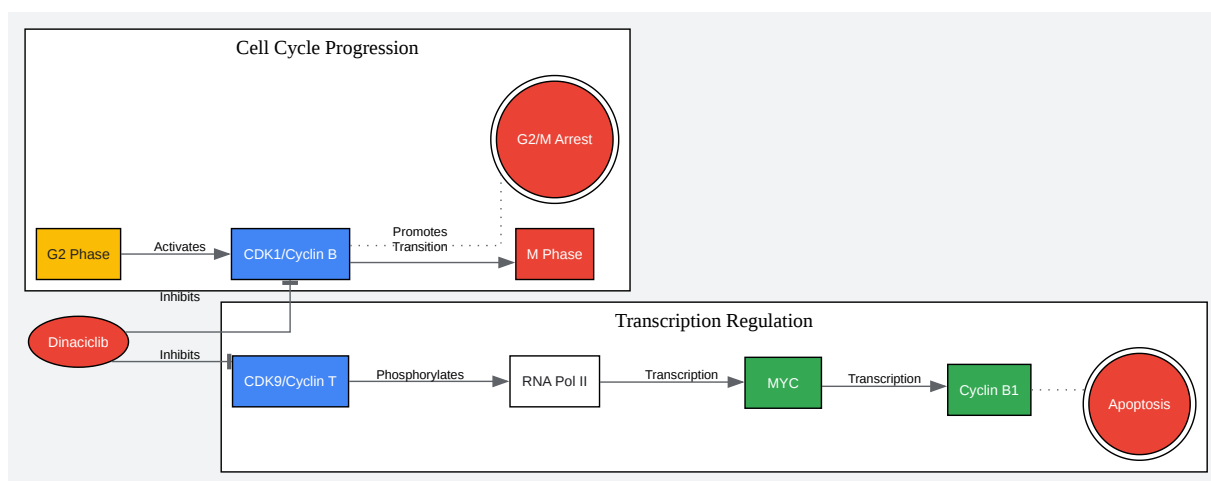 Cell Cycle Progression
G2/M Arrest
G2 Phase
Activates
CDK1/Cyclin B
Promotes
Transition
M Phase
Inhibits
Dinaciclib
Inhibits
Transcription Regulation
CDK9/Cyclin T
Phosphorylates
RNA Pol II
Transcription
MYC
Transcription
Cyclin B1
Apoptosis